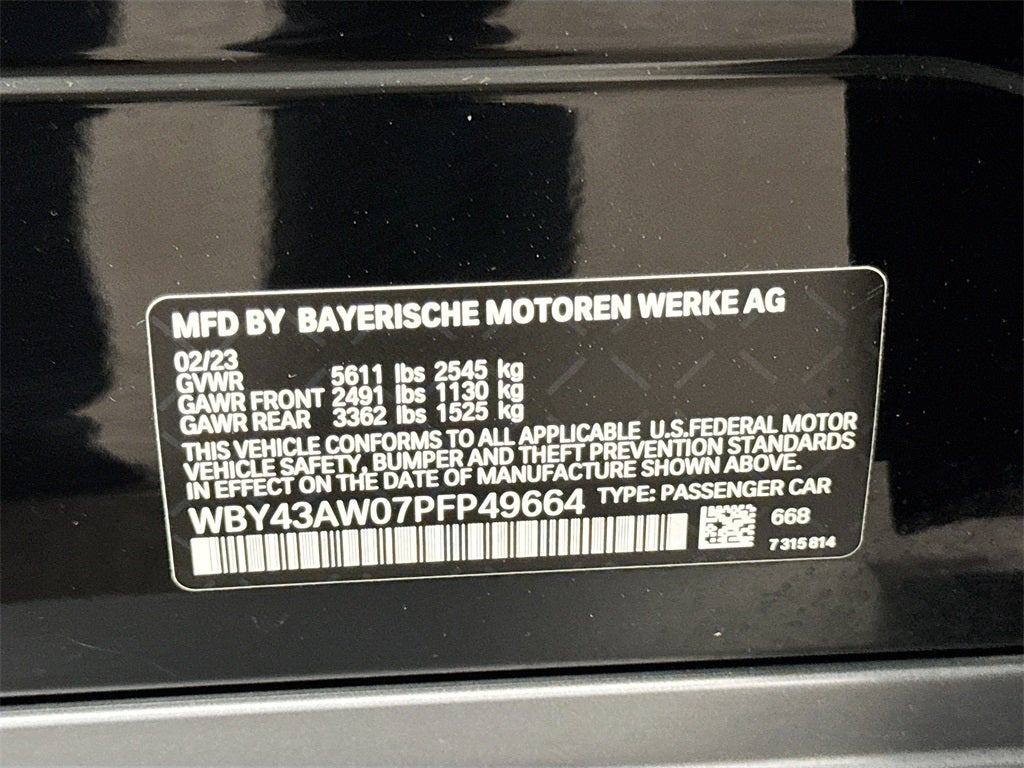 MFD BY BAYERISCHE MOTOREN WERKE AG
02/23
GVWR 5611 lbs 2545 kg
GAWR FRONT 2491 lbs 1130 kg
GAWR REAR 3362 lbs 1525 kg
THIS VEHICLE CONFORMS TO ALL APPLICABLE U.S.FEDERAL MOTOR
VEHICLE SAFETY, BUMPER AND THEFT PREVENTION STANDARDS
IN EFFECT ON THE DATE OF MANUFACTURE SHOWN ABOVE.
WBY43AW07PFP49664 TYPE: PASSENGER CAR
668
7 315 814